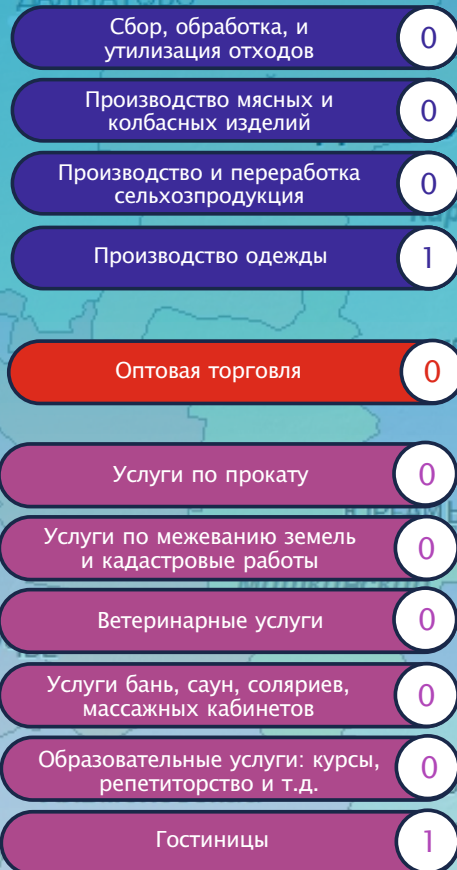 Сбор, обработка, и
утилизация отходов
0
Производство мясных и
колбасных изделий
0
Производство и переработка
сельхозпродукция
0
Производство одежды
1
Оптовая торговля
0
Услуги по прокату
0
Услуги по межеванию земель
и кадастровые работы
0
Ветеринарные услуги
0
Услуги бань, саун, соляриев,
массажных кабинетов
0
Образовательные услуги: курсы,
репетиторство и т.д.
0
Гостиницы
1